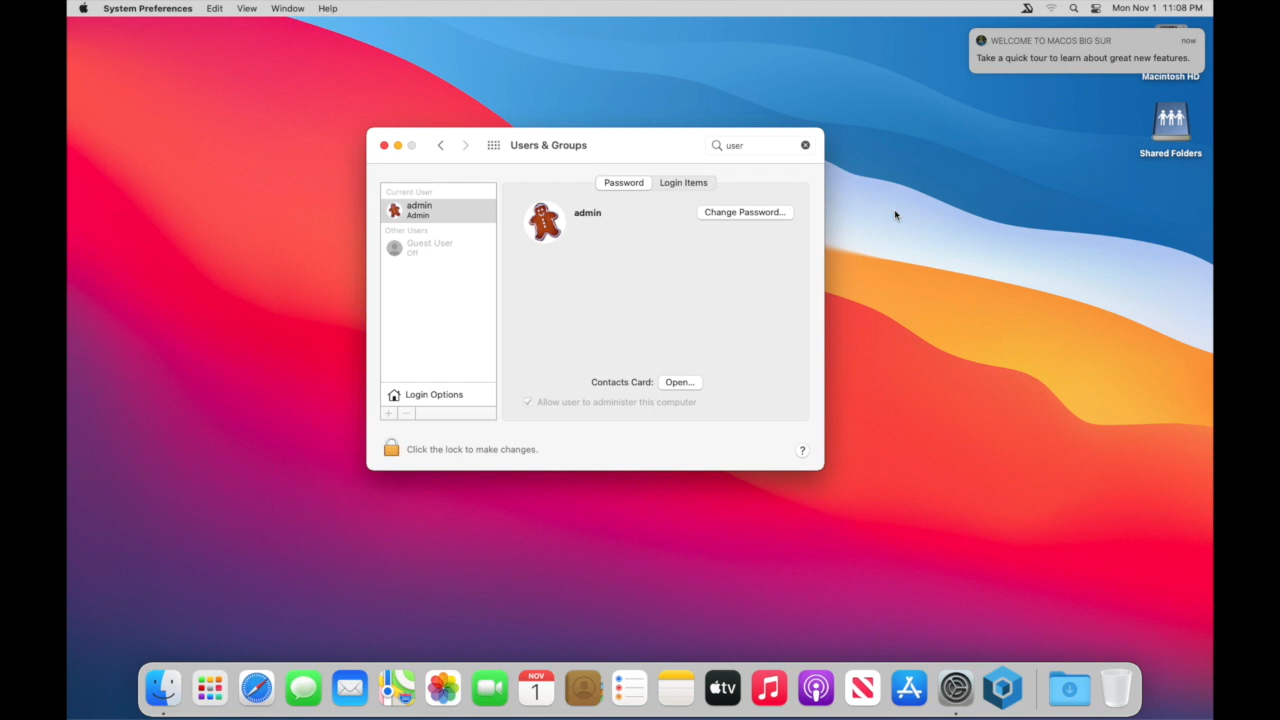 System Preferences Edit View Window Help Mon Nov 1 11:08 PM
WELCOME TO MACOS BIG SUR now
Take a quick tour to learn about great new features.
Macintosh HD
Shared Folders
Users & Groups user
Password Login Items
Current User
admin
Admin
Other Users
Guest User
Off
Login Options
+ −
admin Change Password...
Contacts Card: Open...
Allow user to administer this computer
Click the lock to make changes. ?
NOV
1
tv